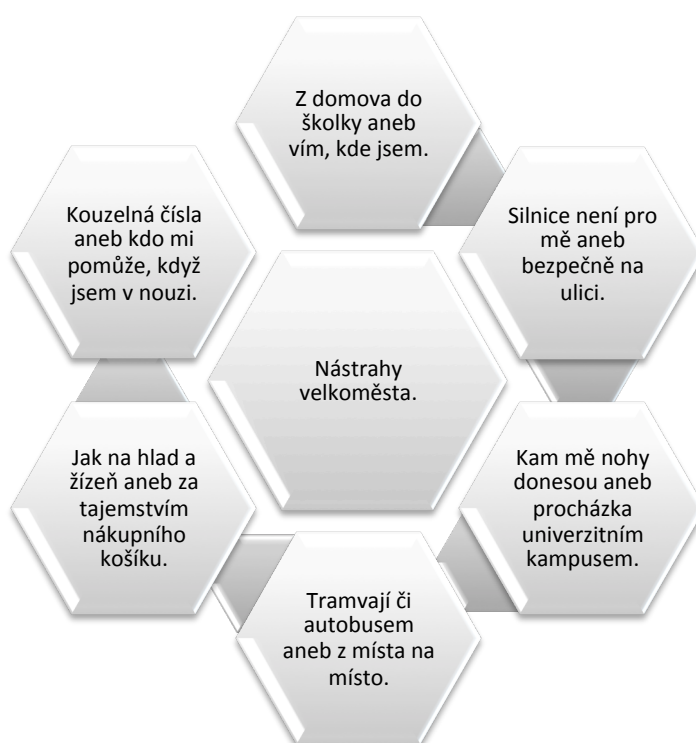 Z domova do
školky aneb
vím, kde jsem.
Silnice není pro
mě aneb
bezpečně na
ulici.
Kam mě nohy
donesou aneb
procházka
univerzitním
kampusem.
Tramvají či
autobusem
aneb z místa na
místo.
Jak na hlad a
žízeň aneb za
tajemstvím
nákupního
košíku.
Kouzelná čísla
aneb kdo mi
pomůže, když
jsem v nouzi.
Nástrahy
velkoměsta.